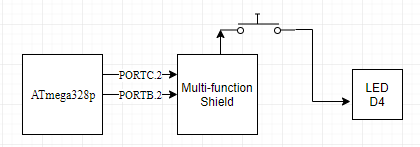 ATmega328p
PORTC.2
PORTB.2
Multi-function
Shield
LED
D4